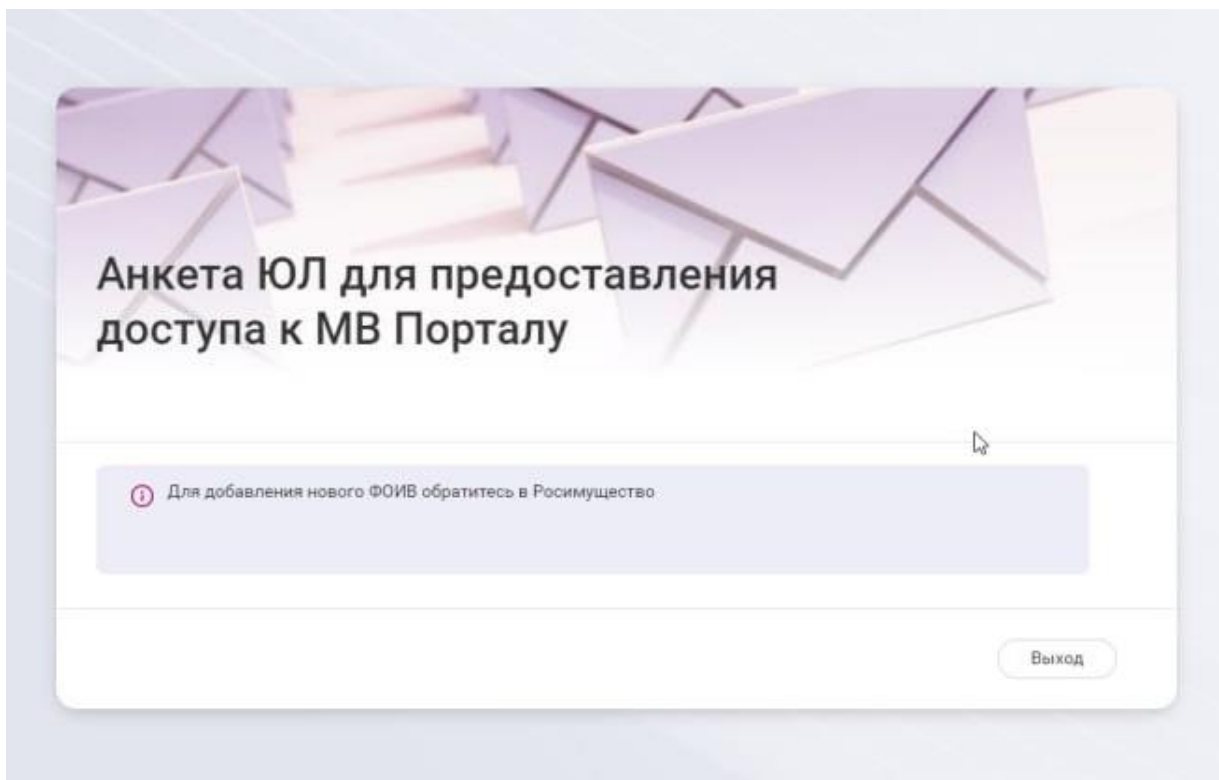 Анкета ЮЛ для предоставления
доступа к МВ Порталу
Для добавления нового ФОИВ обратитесь в Росимущество
Выход